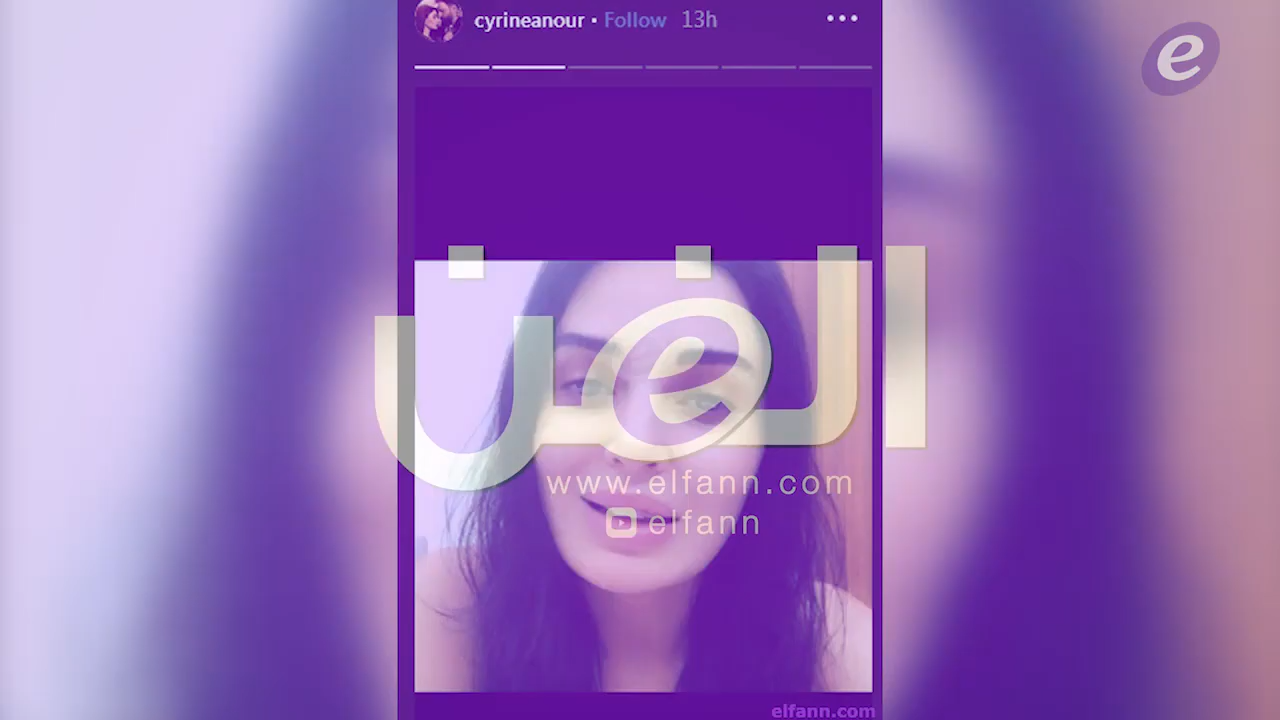 cyrineanour · Follow 13h
e
الفن
e
www.elfann.com
elfann
elfann.com